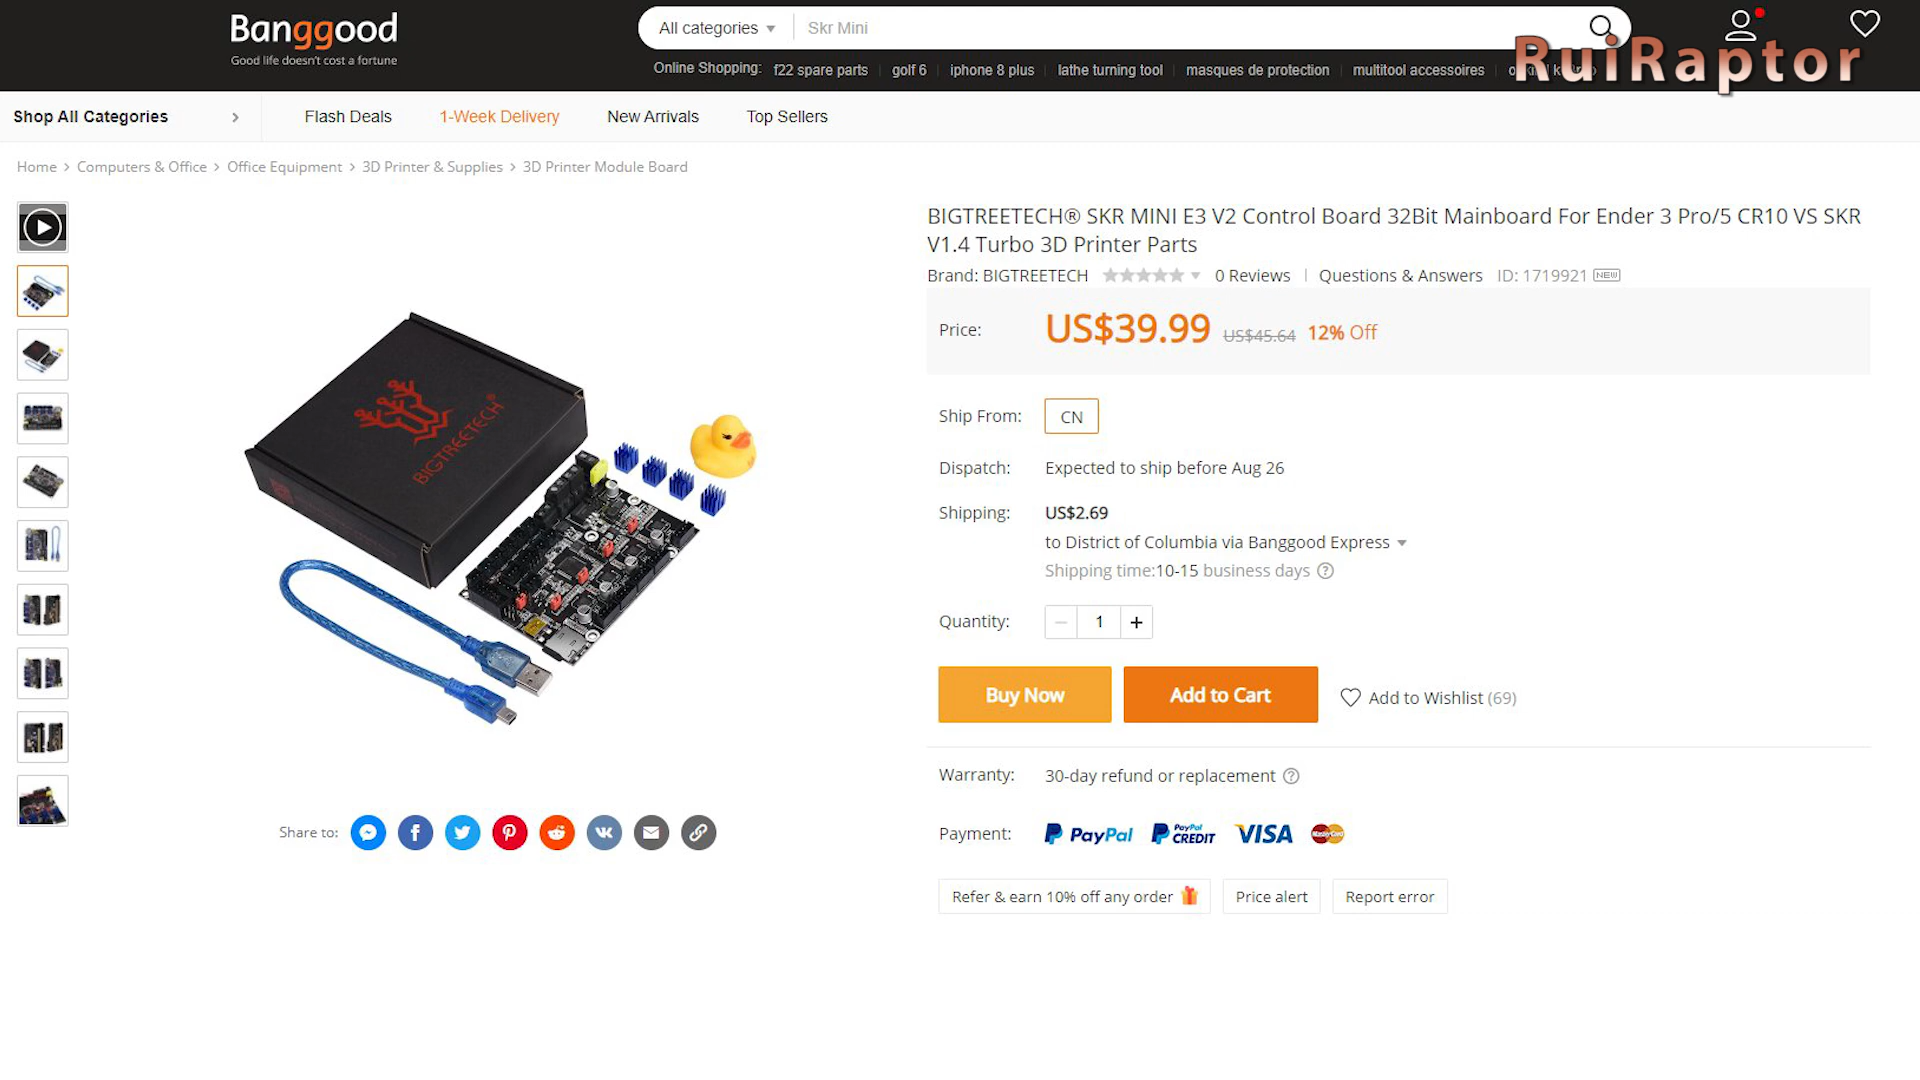 Banggood
Good life doesn't cost a fortune
All categories Skr Mini
RuiRaptor
Online Shopping: f22 spare parts golf 6 iphone 8 plus lathe turning tool masques de protection multitool accessoires
Shop All Categories Flash Deals 1-Week Delivery New Arrivals Top Sellers
Home > Computers & Office > Office Equipment > 3D Printer & Supplies > 3D Printer Module Board
BIGTREETECH® SKR MINI E3 V2 Control Board 32Bit Mainboard For Ender 3 Pro/5 CR10 VS SKR
V1.4 Turbo 3D Printer Parts
Brand: BIGTREETECH 0 Reviews Questions & Answers ID: 1719921 NEW
Price: US$39.99 US$45.64 12% Off
Ship From: CN
Dispatch: Expected to ship before Aug 26
Shipping: US$2.69
to District of Columbia via Banggood Express
Shipping time:10-15 business days ?
Quantity: − 1 +
Buy Now Add to Cart Add to Wishlist (69)
Warranty: 30-day refund or replacement ?
Payment: PayPal PayPal CREDIT VISA MasterCard
Refer & earn 10% off any order Price alert Report error
BIGTREETECH®
Share to: